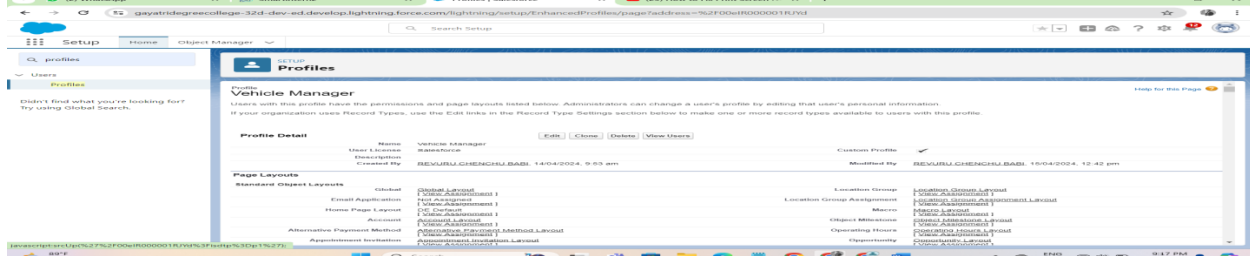 gayatridegreecollege-32d-dev-ed.develop.lightning.force.com/lightning/setup/EnhancedProfiles/page?address=%2F00eIR000001RJYd
Search Setup
Setup Home Object Manager
profiles
Users
Profiles
Didn't find what you're looking for?
Try using Global Search.
SETUP
Profiles
Profile
Vehicle Manager
Help for this Page
Users with this profile have the permissions and page layouts listed below. Administrators can change a user's profile by editing that user's personal information.
If your organization uses Record Types, use the Edit links in the Record Type Settings section below to make one or more record types available to users with this profile.
Profile Detail Edit Clone Delete View Users
Name Vehicle Manager
User License Salesforce Custom Profile ✓
Description
Created By REVURU CHENCHU BABI, 14/04/2024, 9:53 am Modified By REVURU CHENCHU BABI, 15/04/2024, 12:42 pm
Page Layouts
Standard Object Layouts
Global Global Layout Location Group Location Group Layout
[ View Assignment ] [ View Assignment ]
Email Application Not Assigned Location Group Assignment Location Group Assignment Layout
[ View Assignment ] [ View Assignment ]
Home Page Layout DE Default Macro Macro Layout
[ View Assignment ] [ View Assignment ]
Account Account Layout Object Milestone Object Milestone Layout
[ View Assignment ] [ View Assignment ]
Alternative Payment Method Alternative Payment Method Layout Operating Hours Operating Hours Layout
[ View Assignment ] [ View Assignment ]
Appointment Invitation Appointment Invitation Layout Opportunity Opportunity Layout
[ View Assignment ] [ View Assignment ]
89°F Search ENG 9:17 PM